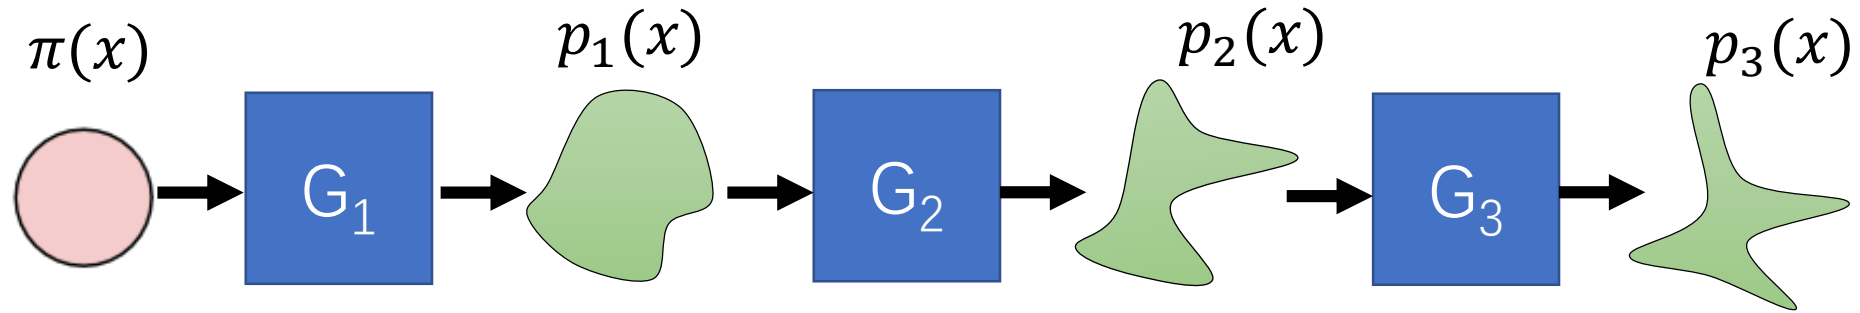 π(x)
p₁(x)
p₂(x)
p₃(x)
G₁
G₂
G₃